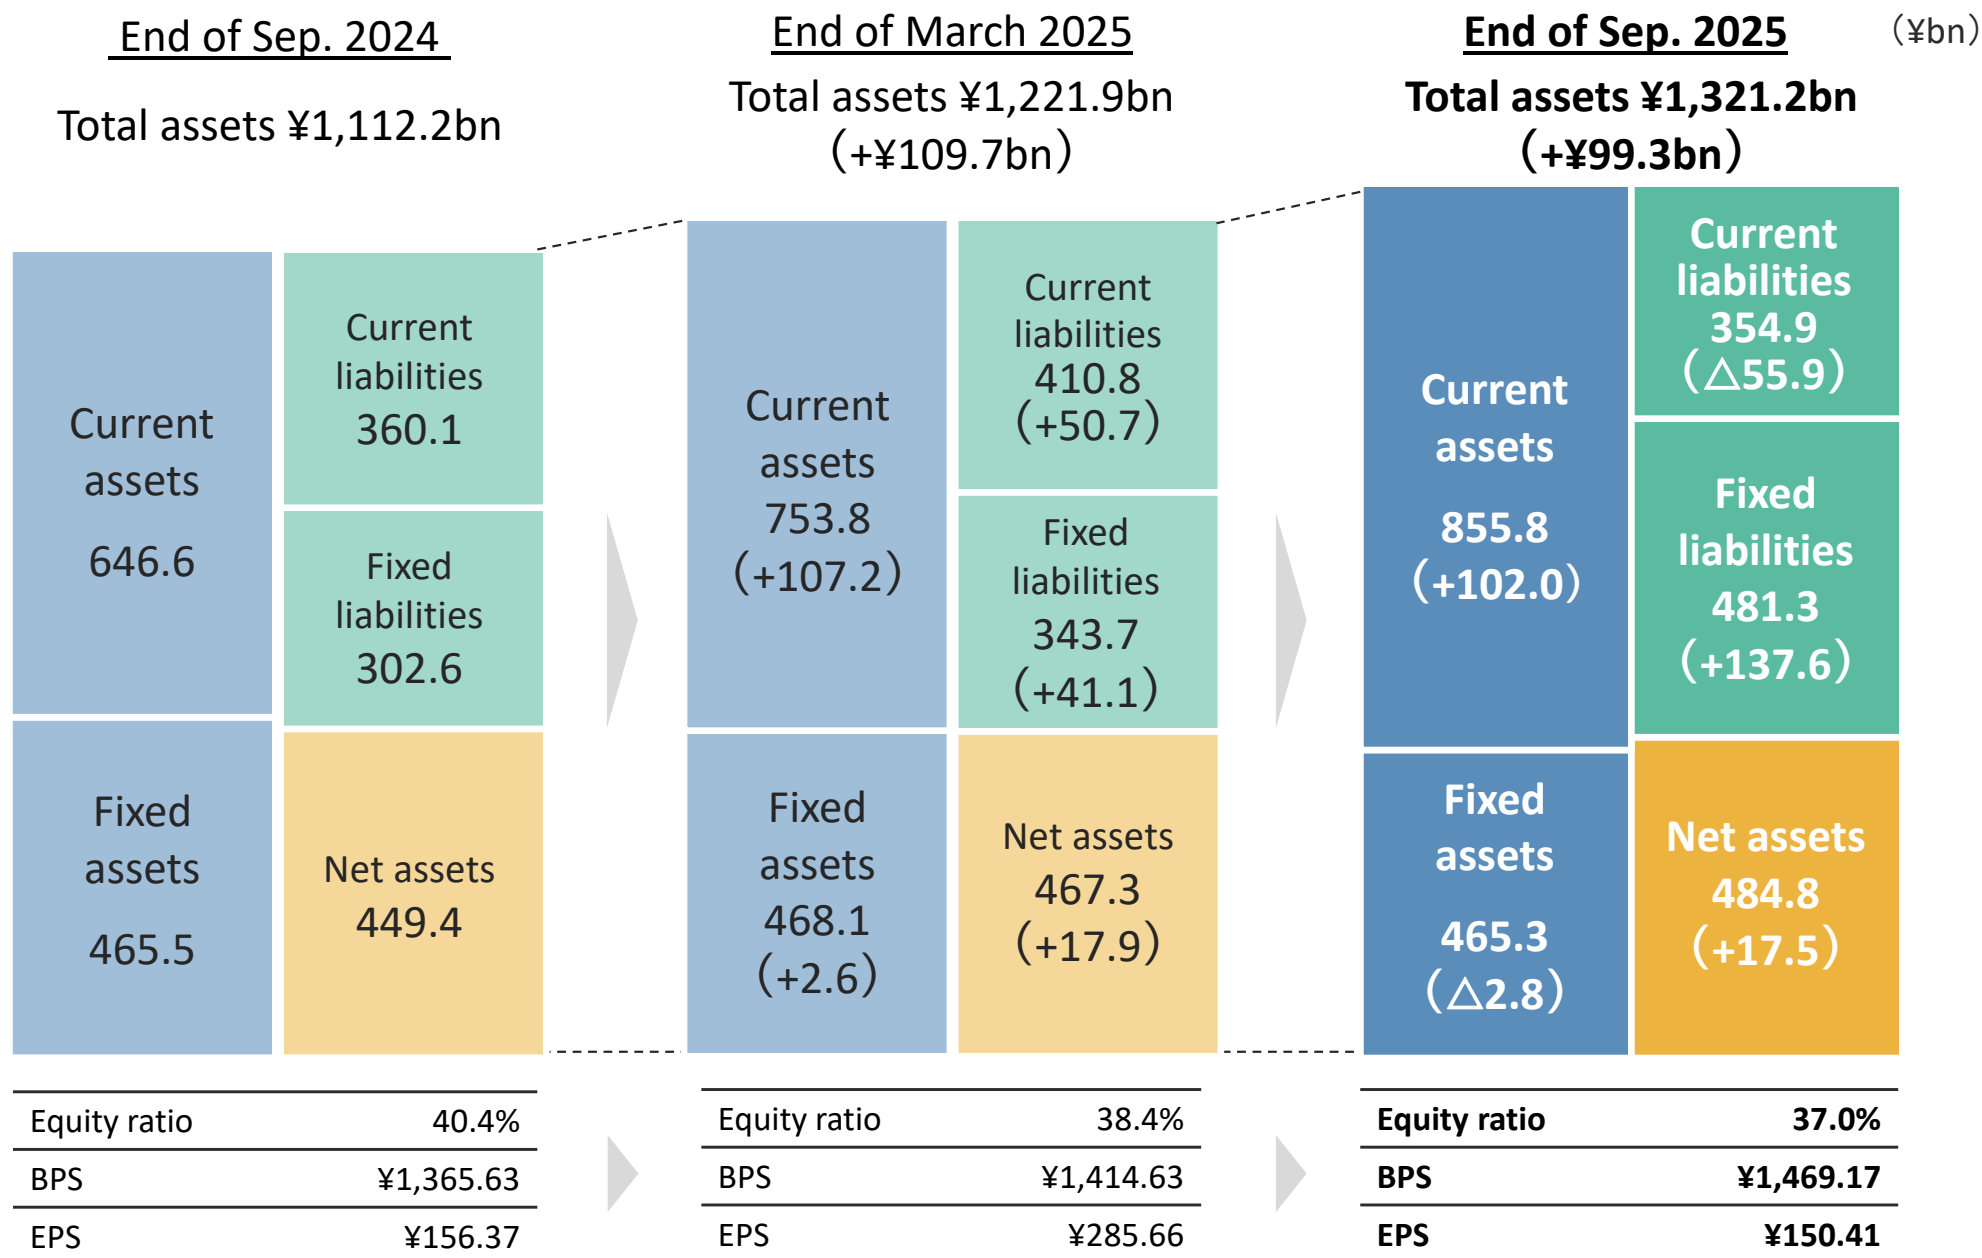 End of Sep. 2024
Total assets ¥1,112.2bn
Current
assets
646.6
Fixed
assets
465.5
Current
liabilities
360.1
Fixed
liabilities
302.6
Net assets
449.4
Equity ratio 40.4%
BPS ¥1,365.63
EPS ¥156.37
End of March 2025
Total assets ¥1,221.9bn
（+¥109.7bn）
Current
assets
753.8
（+107.2）
Fixed
assets
468.1
（+2.6）
Current
liabilities
410.8
（+50.7）
Fixed
liabilities
343.7
（+41.1）
Net assets
467.3
（+17.9）
Equity ratio 38.4%
BPS ¥1,414.63
EPS ¥285.66
End of Sep. 2025
（¥bn）
Total assets ¥1,321.2bn
（+¥99.3bn）
Current
assets
855.8
（+102.0）
Fixed
assets
465.3
（△2.8）
Current
liabilities
354.9
（△55.9）
Fixed
liabilities
481.3
（+137.6）
Net assets
484.8
（+17.5）
Equity ratio 37.0%
BPS ¥1,469.17
EPS ¥150.41